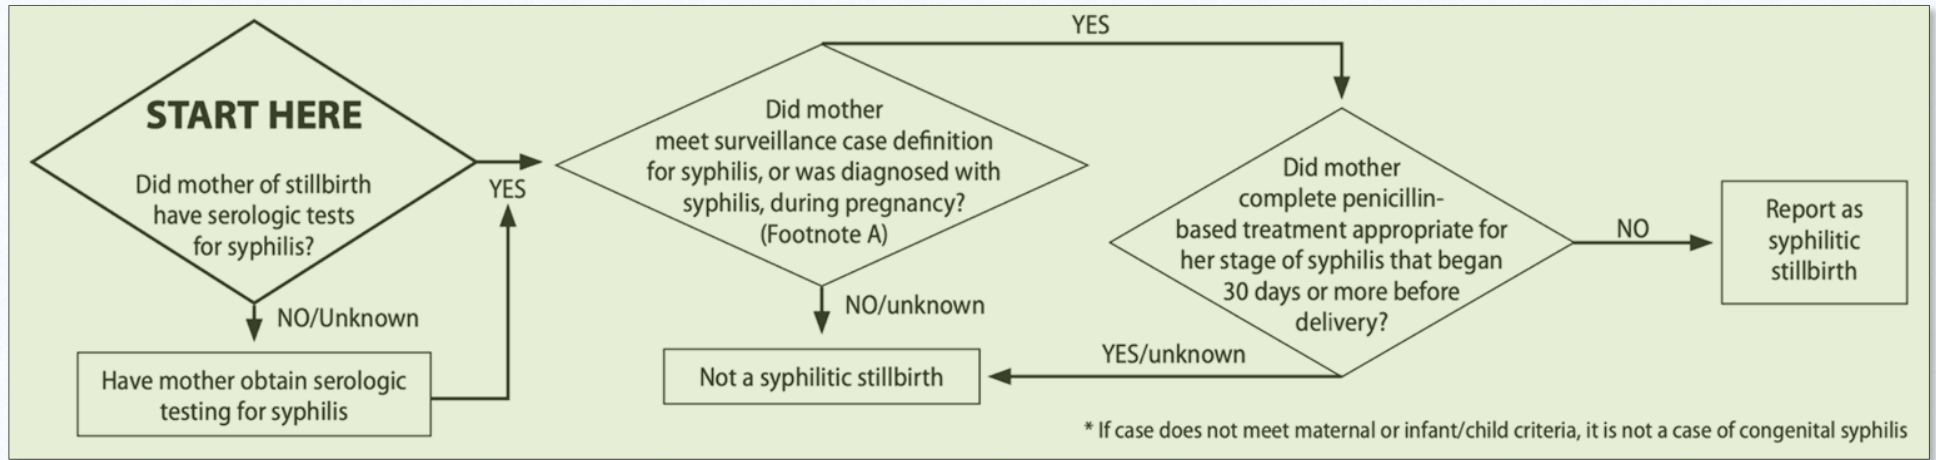 START HERE
Did mother of stillbirth
have serologic tests
for syphilis?
YES
NO/Unknown
Have mother obtain serologic
testing for syphilis
Did mother
meet surveillance case definition
for syphilis, or was diagnosed with
syphilis, during pregnancy?
(Footnote A)
YES
NO/unknown
Not a syphilitic stillbirth
Did mother
complete penicillin-
based treatment appropriate for
her stage of syphilis that began
30 days or more before
delivery?
YES/unknown
NO
Report as
syphilitic
stillbirth
* If case does not meet maternal or infant/child criteria, it is not a case of congenital syphilis